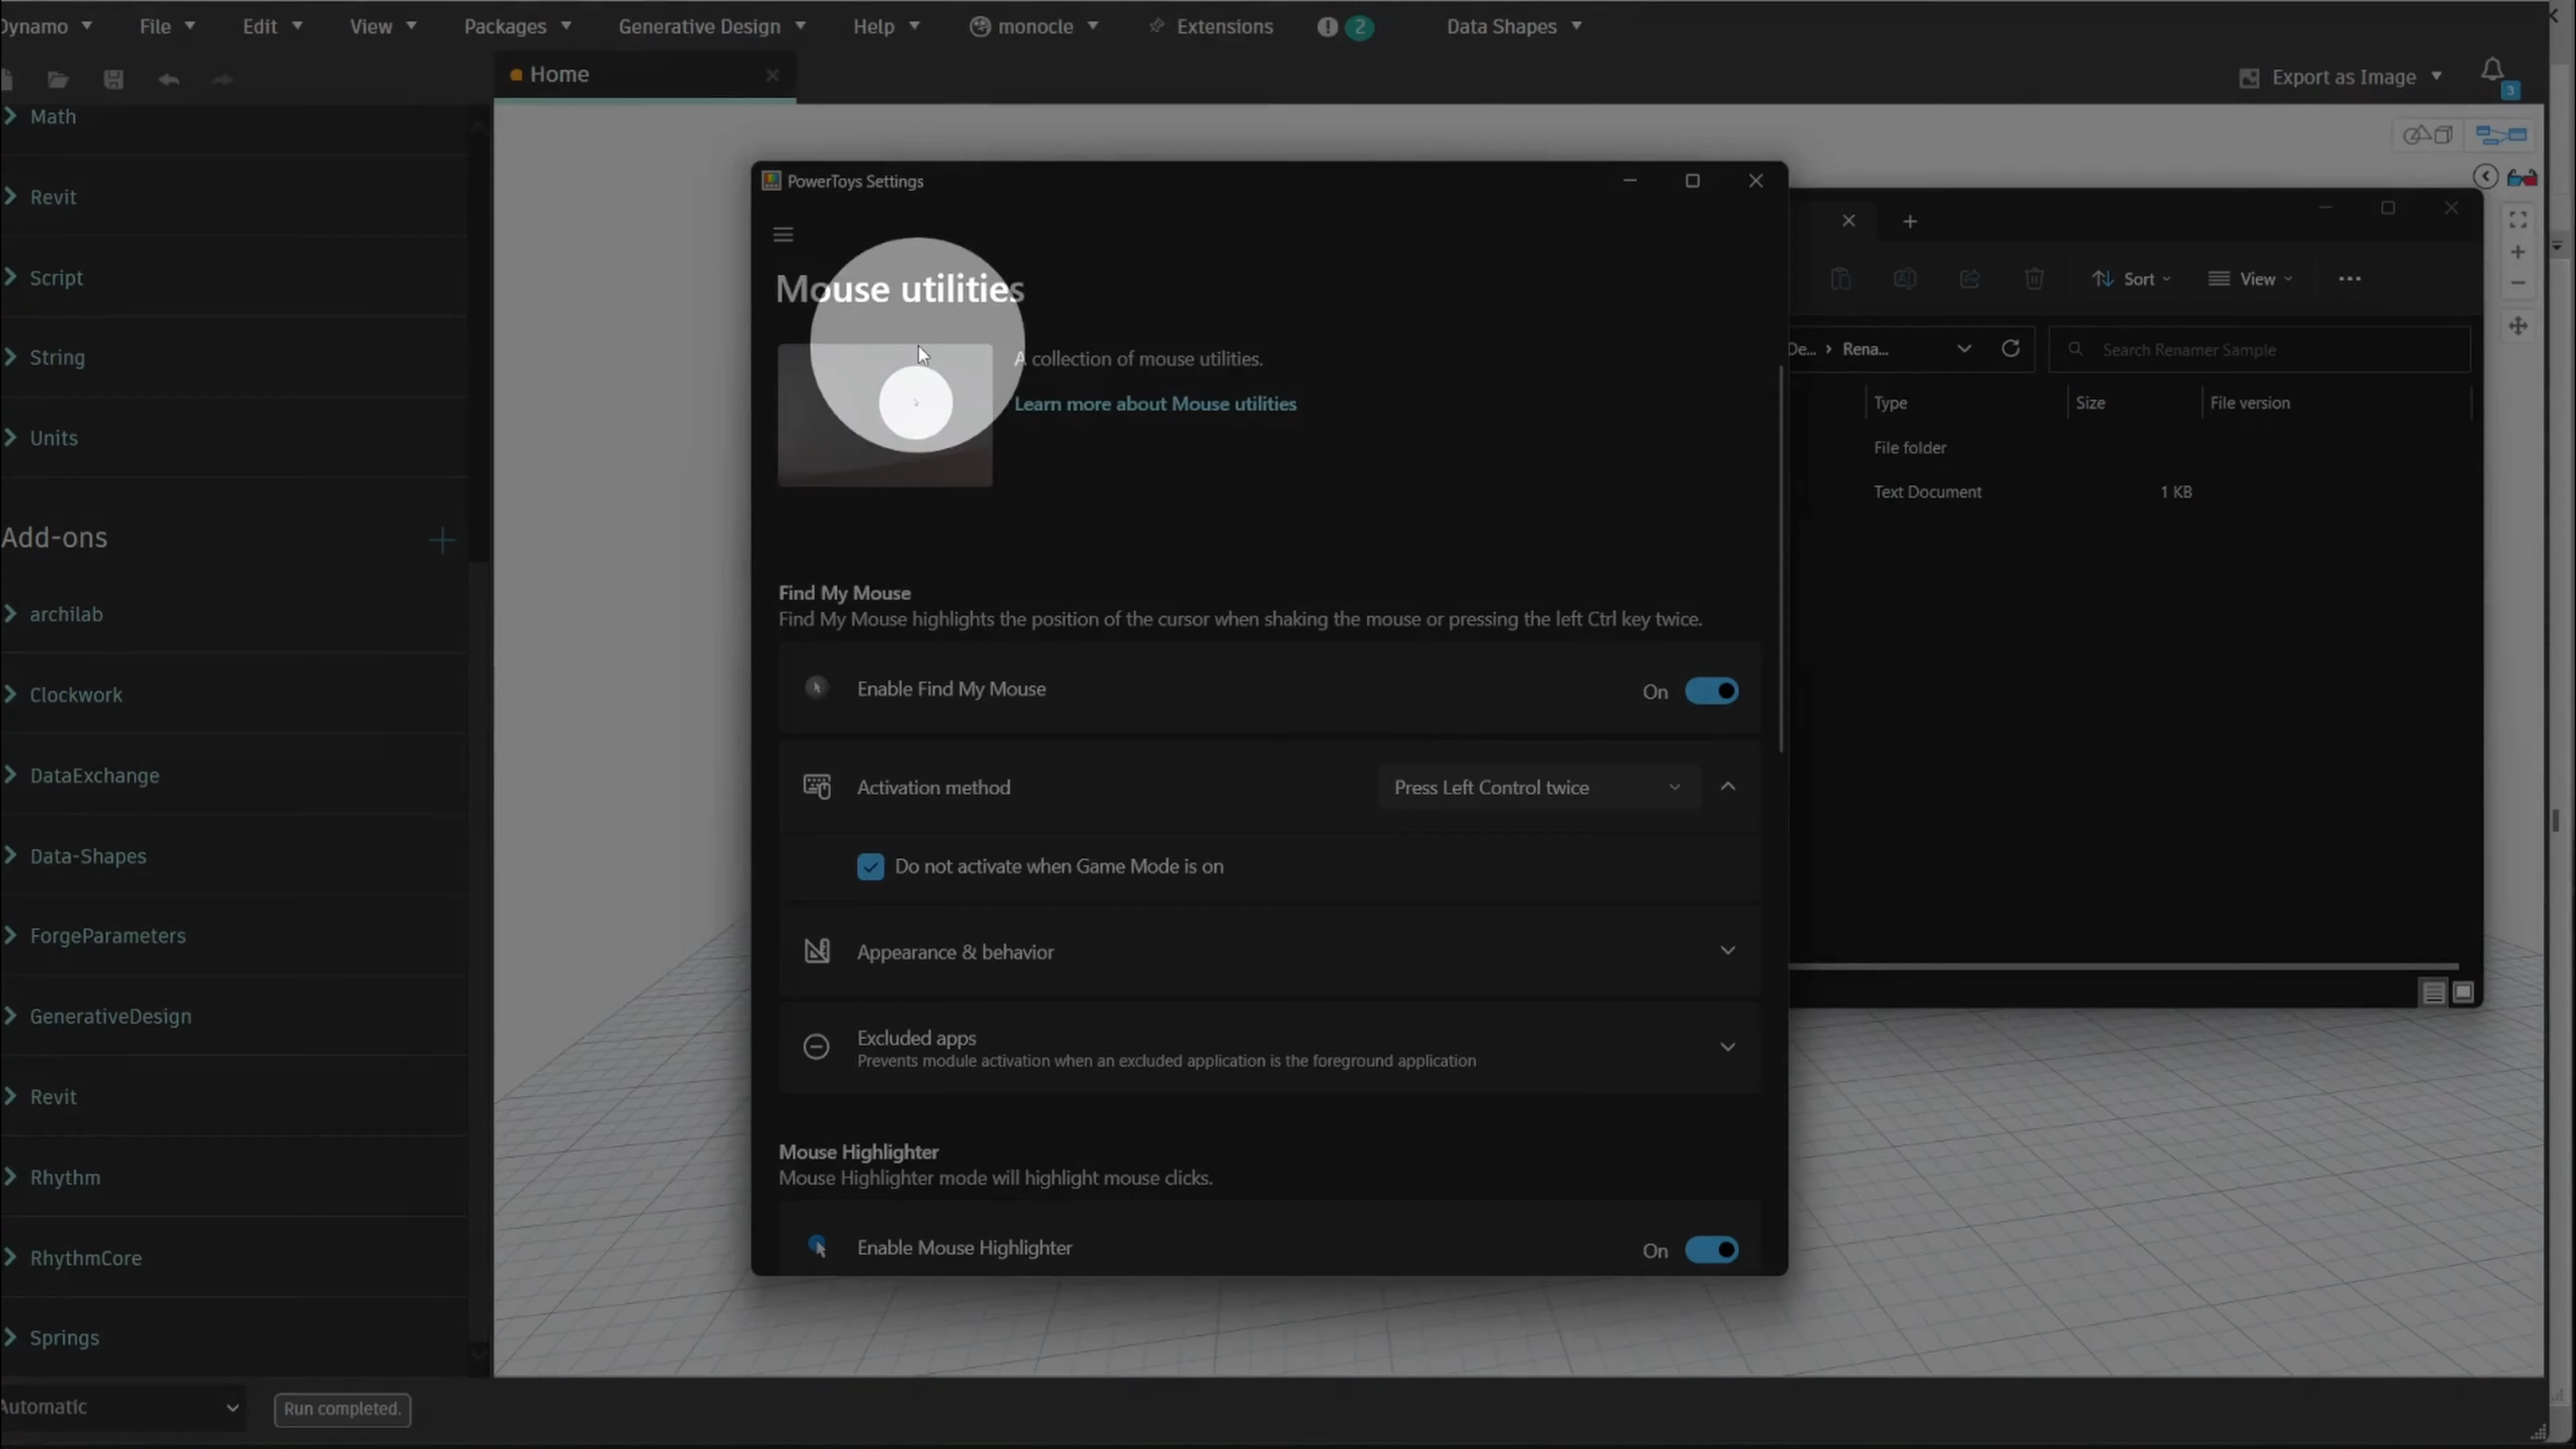 Dynamo File Edit View Packages Generative Design Help monocle Extensions 2 Data Shapes
Home
Export as Image
3
Math
Revit
Script
String
Units
Add-ons
archilab
Clockwork
DataExchange
Data-Shapes
ForgeParameters
GenerativeDesign
Revit
Rhythm
RhythmCore
Springs
Automatic
Run completed.
PowerToys Settings
Mouse utilities
A collection of mouse utilities.
Learn more about Mouse utilities
Find My Mouse
Find My Mouse highlights the position of the cursor when shaking the mouse or pressing the left Ctrl key twice.
Enable Find My Mouse
On
Activation method
Press Left Control twice
Do not activate when Game Mode is on
Appearance & behavior
Excluded apps
Prevents module activation when an excluded application is the foreground application
Mouse Highlighter
Mouse Highlighter mode will highlight mouse clicks.
Enable Mouse Highlighter
On
Sort
View
De... Rena...
Search Renamer Sample
Type Size File version
File folder
Text Document 1 KB